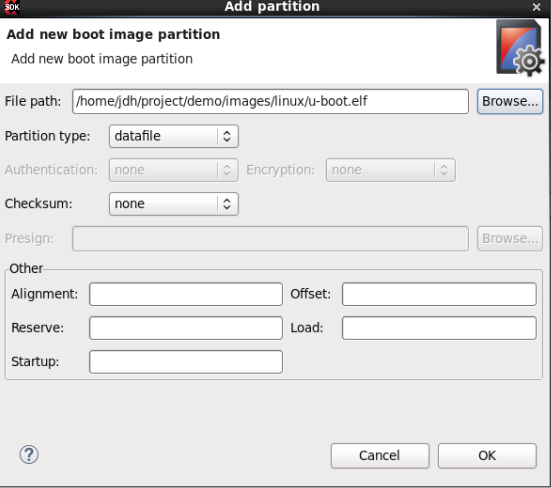 SDK Add partition ×
Add new boot image partition
Add new boot image partition
File path: /home/jdh/project/demo/images/linux/u-boot.elf Browse...
Partition type: datafile
Authentication: none Encryption: none
Checksum: none
Presign: Browse...
Other
Alignment: Offset:
Reserve: Load:
Startup:
? Cancel OK